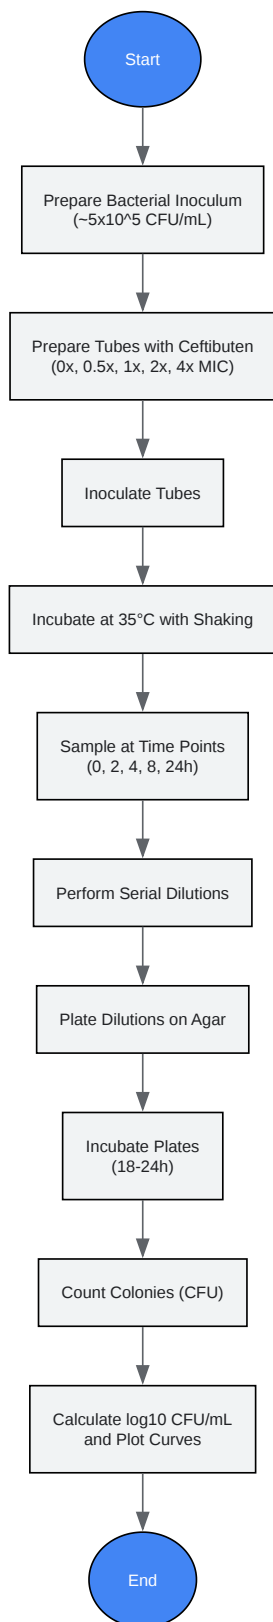 Start
Prepare Bacterial Inoculum
(~5x10^5 CFU/mL)
Prepare Tubes with Ceftibuten
(0x, 0.5x, 1x, 2x, 4x MIC)
Inoculate Tubes
Incubate at 35°C with Shaking
Sample at Time Points
(0, 2, 4, 8, 24h)
Perform Serial Dilutions
Plate Dilutions on Agar
Incubate Plates
(18-24h)
Count Colonies (CFU)
Calculate log10 CFU/mL
and Plot Curves
End